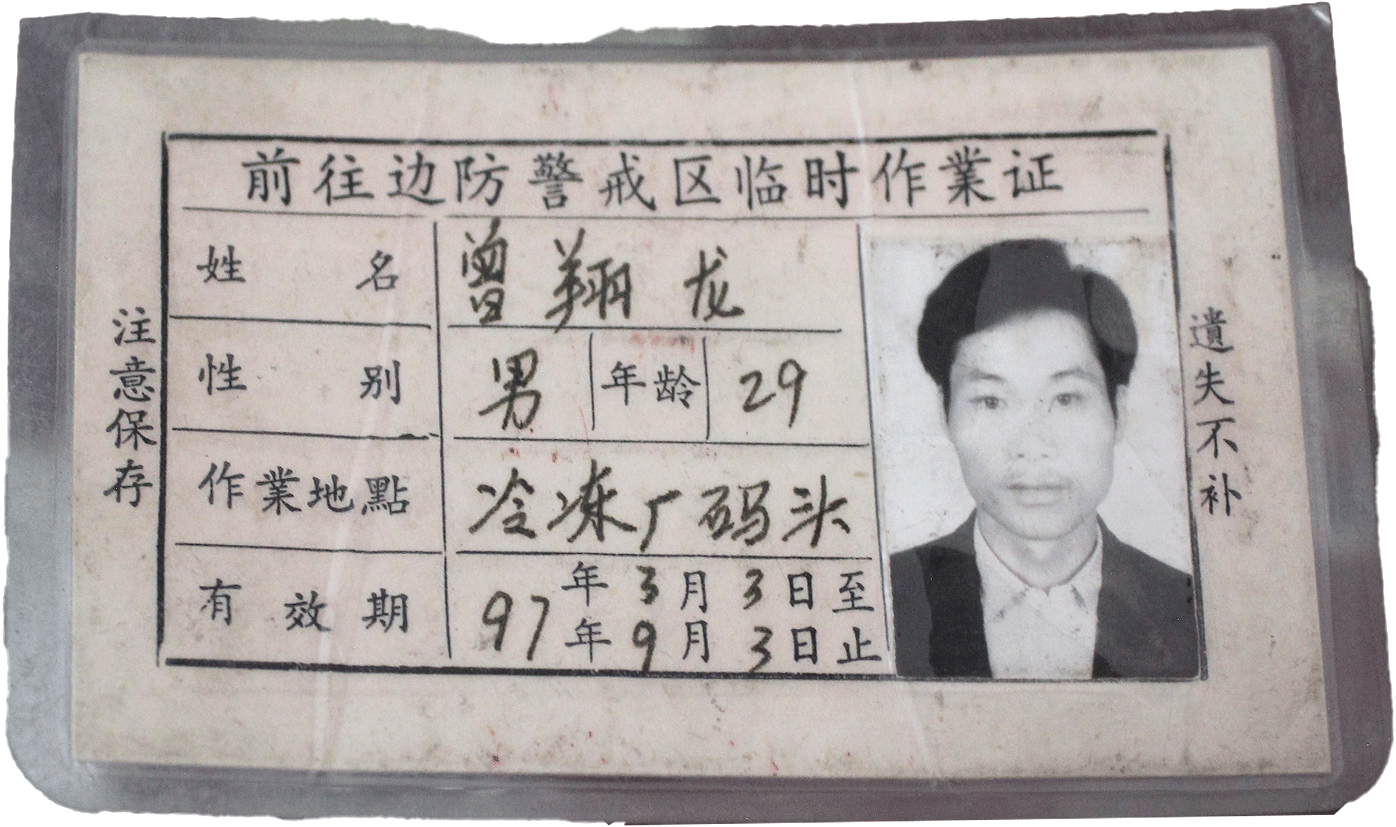 前往边防警戒区临时作業证
姓名 曾翔龙
性别 男 年龄 29
作業地點 冷冻厂码头
有效期 97年3月3日至
97年9月3日止
注意保存
遺失不补